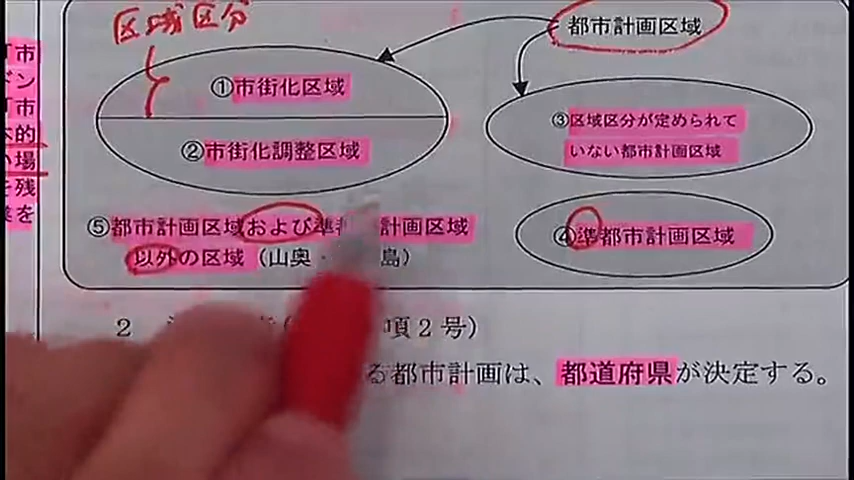 区域区分
都市計画区域
①市街化区域
②市街化調整区域
③区域区分が定められて
いない都市計画区域
④準都市計画区域
⑤都市計画区域および準 計画区域
以外の区域(山奥・ 島)
2 項2号)
る都市計画は、都道府県が決定する。
「市
ン
「市
的
場
残
を